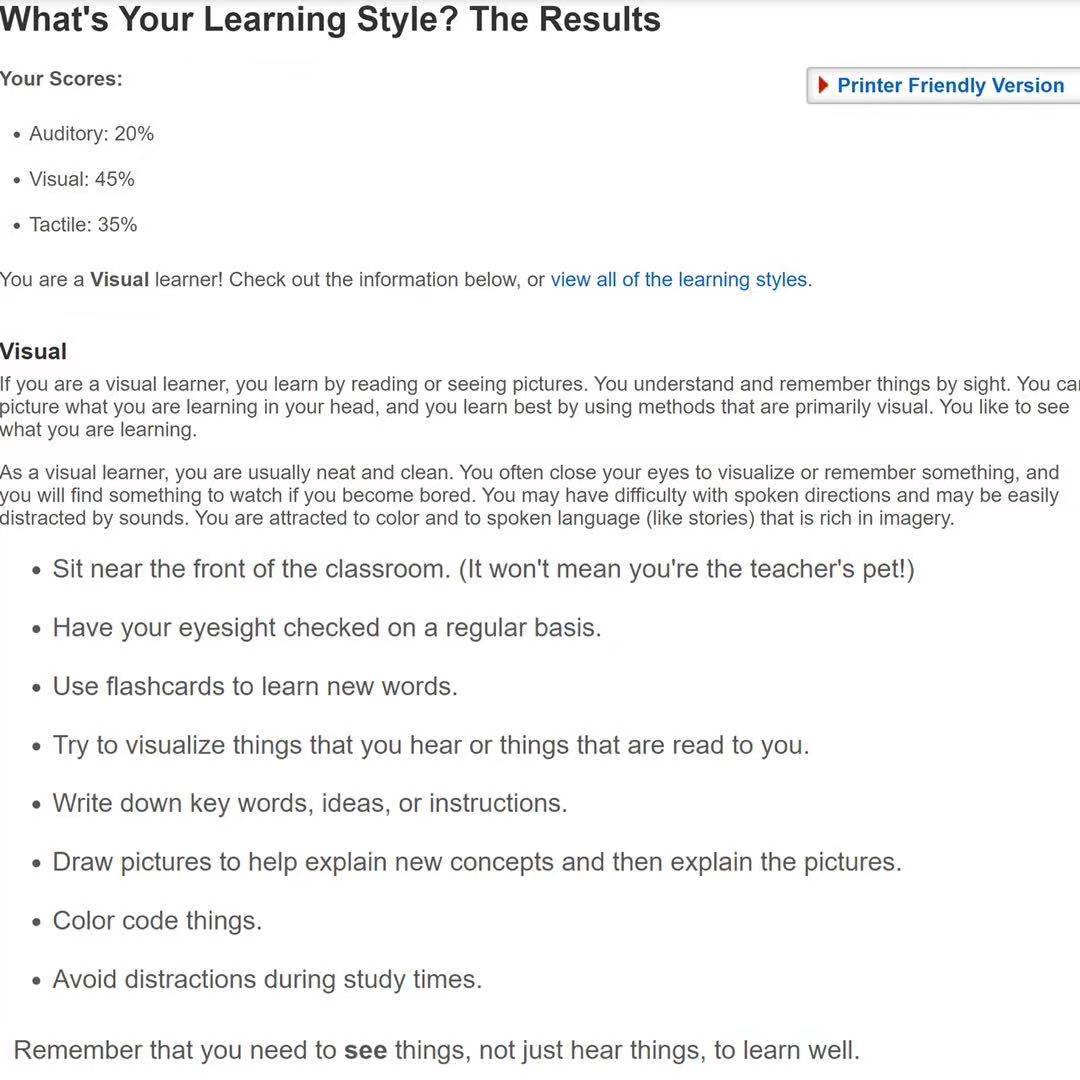 What's Your Learning Style? The Results
Your Scores:
Printer Friendly Version
• Auditory: 20%
• Visual: 45%
• Tactile: 35%
You are a Visual learner! Check out the information below, or view all of the learning styles.
Visual
If you are a visual learner, you learn by reading or seeing pictures. You understand and remember things by sight. You can
picture what you are learning in your head, and you learn best by using methods that are primarily visual. You like to see
what you are learning.
As a visual learner, you are usually neat and clean. You often close your eyes to visualize or remember something, and
you will find something to watch if you become bored. You may have difficulty with spoken directions and may be easily
distracted by sounds. You are attracted to color and to spoken language (like stories) that is rich in imagery.
• Sit near the front of the classroom. (It won't mean you're the teacher's pet!)
• Have your eyesight checked on a regular basis.
• Use flashcards to learn new words.
• Try to visualize things that you hear or things that are read to you.
• Write down key words, ideas, or instructions.
• Draw pictures to help explain new concepts and then explain the pictures.
• Color code things.
• Avoid distractions during study times.
Remember that you need to see things, not just hear things, to learn well.